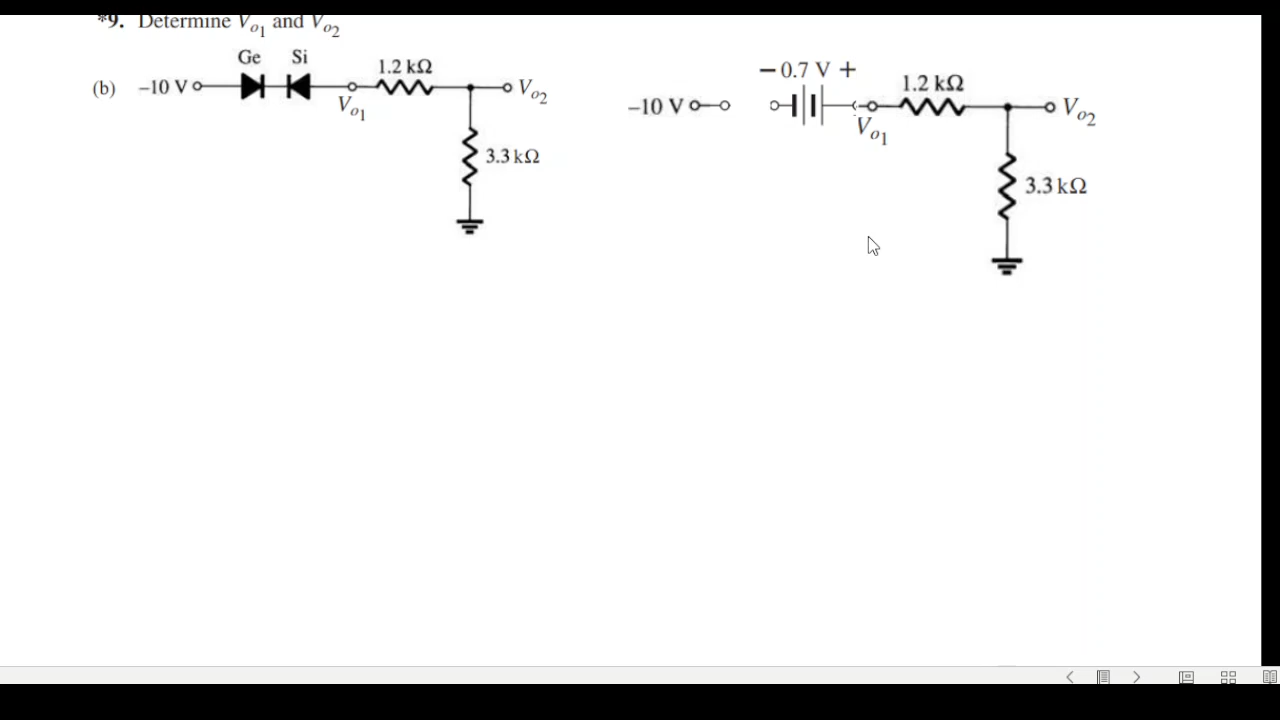 *9. Determine Vo1 and Vo2
Ge Si
(b) –10 V 1.2 kΩ Vo1 Vo2
3.3 kΩ
– 0.7 V +
–10 V 1.2 kΩ Vo1 Vo2
3.3 kΩ